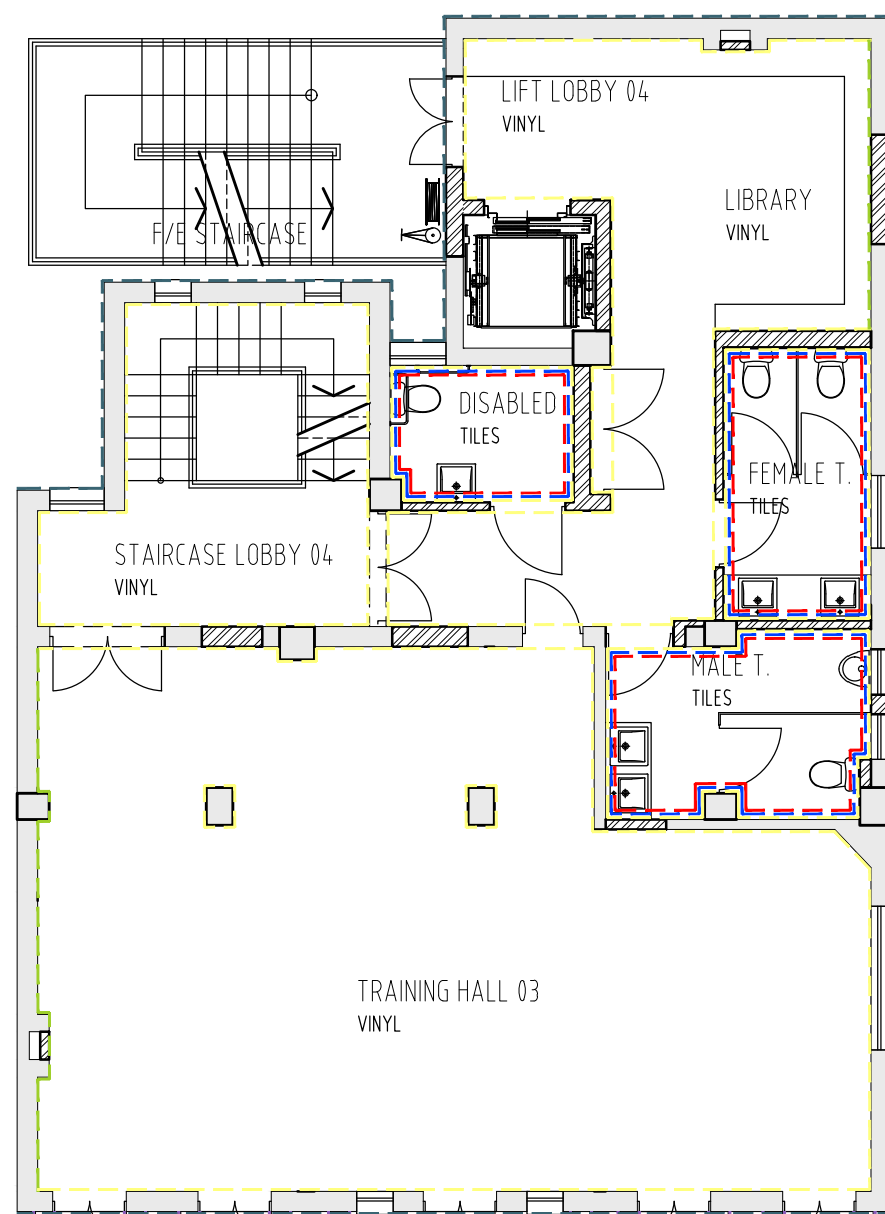 LIFT LOBBY 04
VINYL
LIBRARY
VINYL
F/E STAIRCASE
DISABLED
TILES
FEMALE T.
TILES
STAIRCASE LOBBY 04
VINYL
MALE T.
TILES
TRAINING HALL 03
VINYL